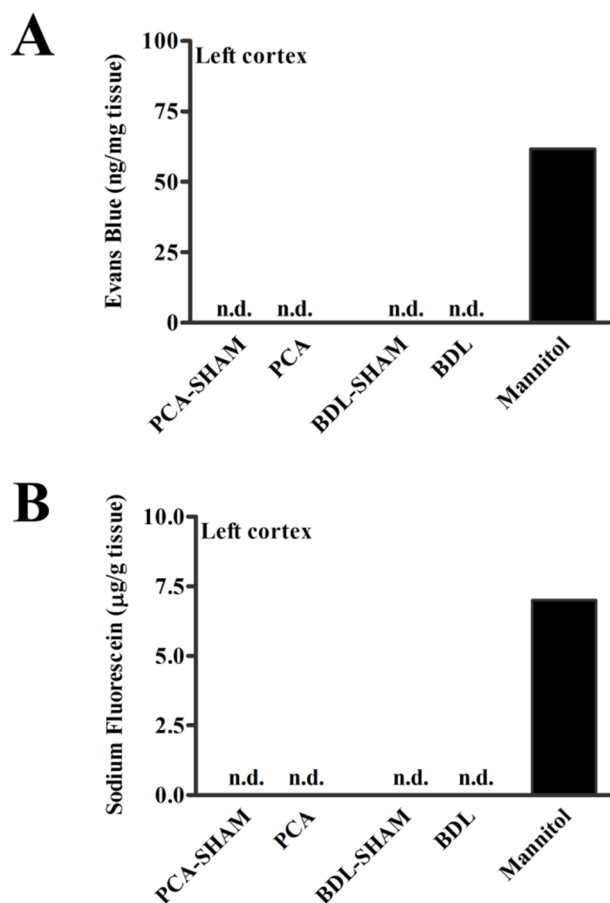 A
Evans Blue (ng/mg tissue)
100
75
50
25
0
Left cortex
n.d. n.d. n.d. n.d.
PCA-SHAM PCA BDL-SHAM BDL Mannitol
B
Sodium Fluorescein (µg/g tissue)
10.0
7.5
5.0
2.5
0.0
Left cortex
n.d. n.d. n.d. n.d.
PCA-SHAM PCA BDL-SHAM BDL Mannitol